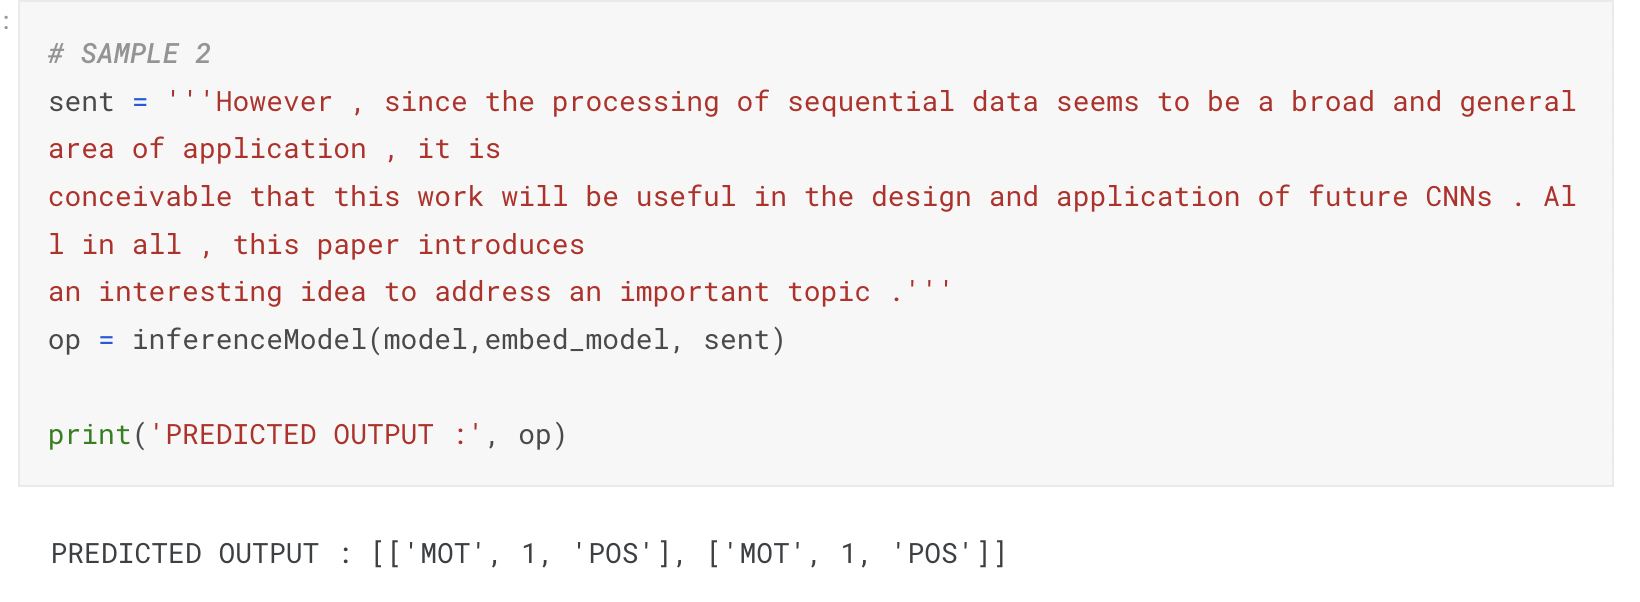 :
# SAMPLE 2
sent = '''However , since the processing of sequential data seems to be a broad and general
area of application , it is
conceivable that this work will be useful in the design and application of future CNNs . Al
l in all , this paper introduces
an interesting idea to address an important topic .'''
op = inferenceModel(model,embed_model, sent)
print('PREDICTED OUTPUT :', op)
PREDICTED OUTPUT : [['MOT', 1, 'POS'], ['MOT', 1, 'POS']]